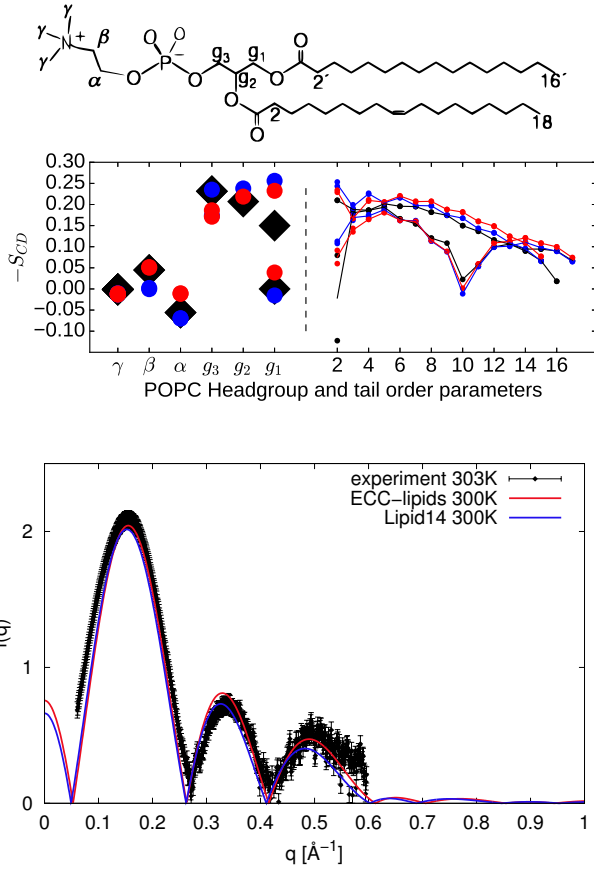 γ γ γ N + β α
O O P − O
g₃ g₁ g₂ O O 2´ 16´
O O 2 18
0.30
0.25
0.20
0.15
0.10
0.05
0.00
−0.05
−0.10
−S_CD
γ β α g₃ g₂ g₁ 2 4 6 8 10 12 14 16
POPC Headgroup and tail order parameters
experiment 303K
ECC−lipids 300K
Lipid14 300K
2
1
0
0 0.1 0.2 0.3 0.4 0.5 0.6 0.7 0.8 0.9 1
q [Å⁻¹]